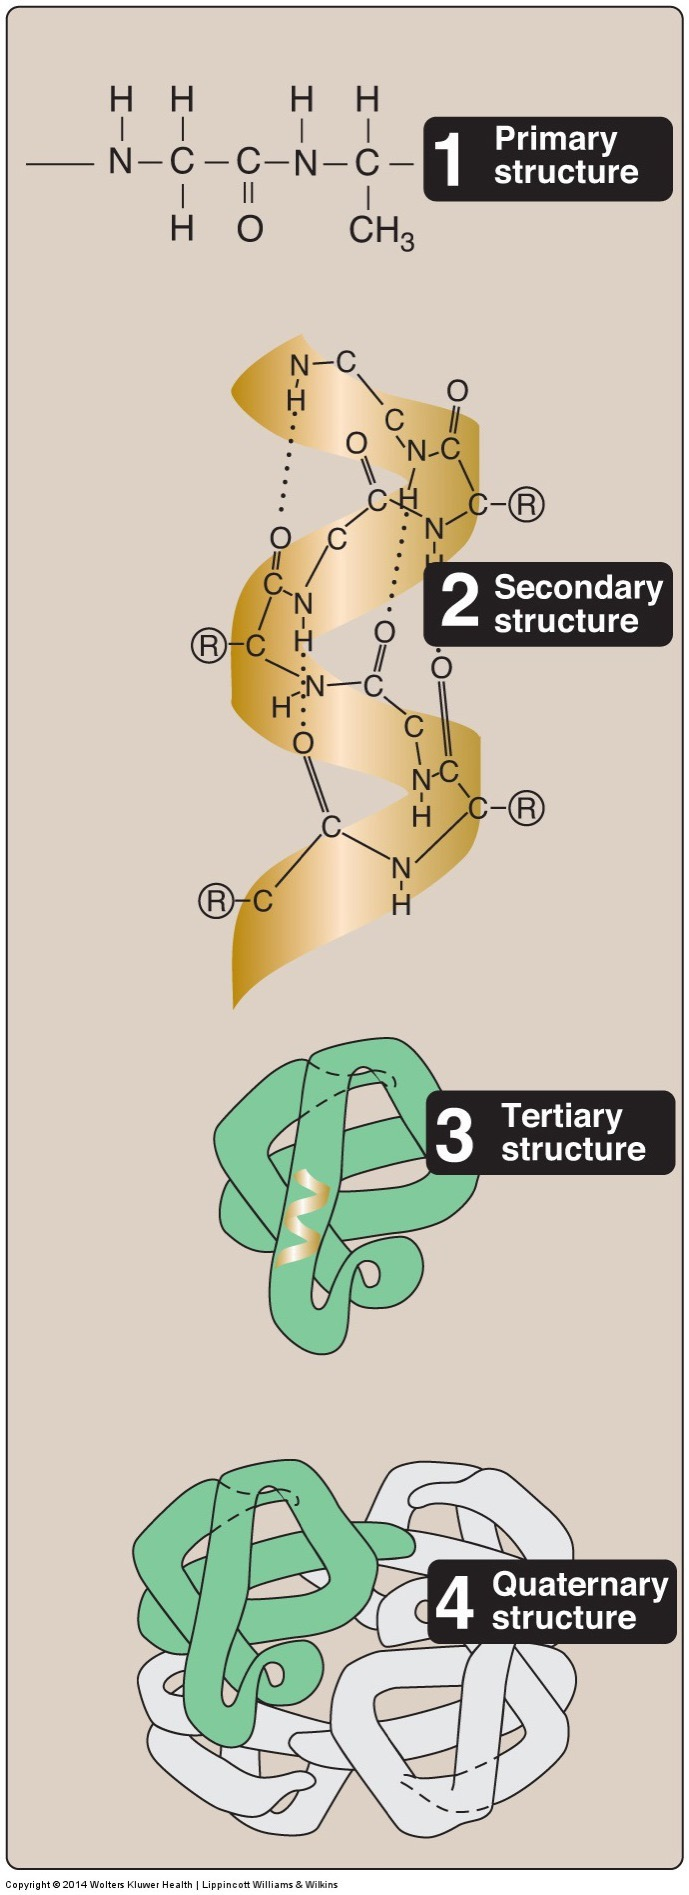 H H H H
N C C N C
H O CH3
1 Primary
structure
N C
H
O
C
O
N C
C H C R
N
O C
H
C N
2 Secondary
structure
R C H O
N C O
H
O C
N C
H C R
C
N
R C H
3 Tertiary
structure
4 Quaternary
structure
Copyright © 2014 Wolters Kluwer Health | Lippincott Williams & Wilkins